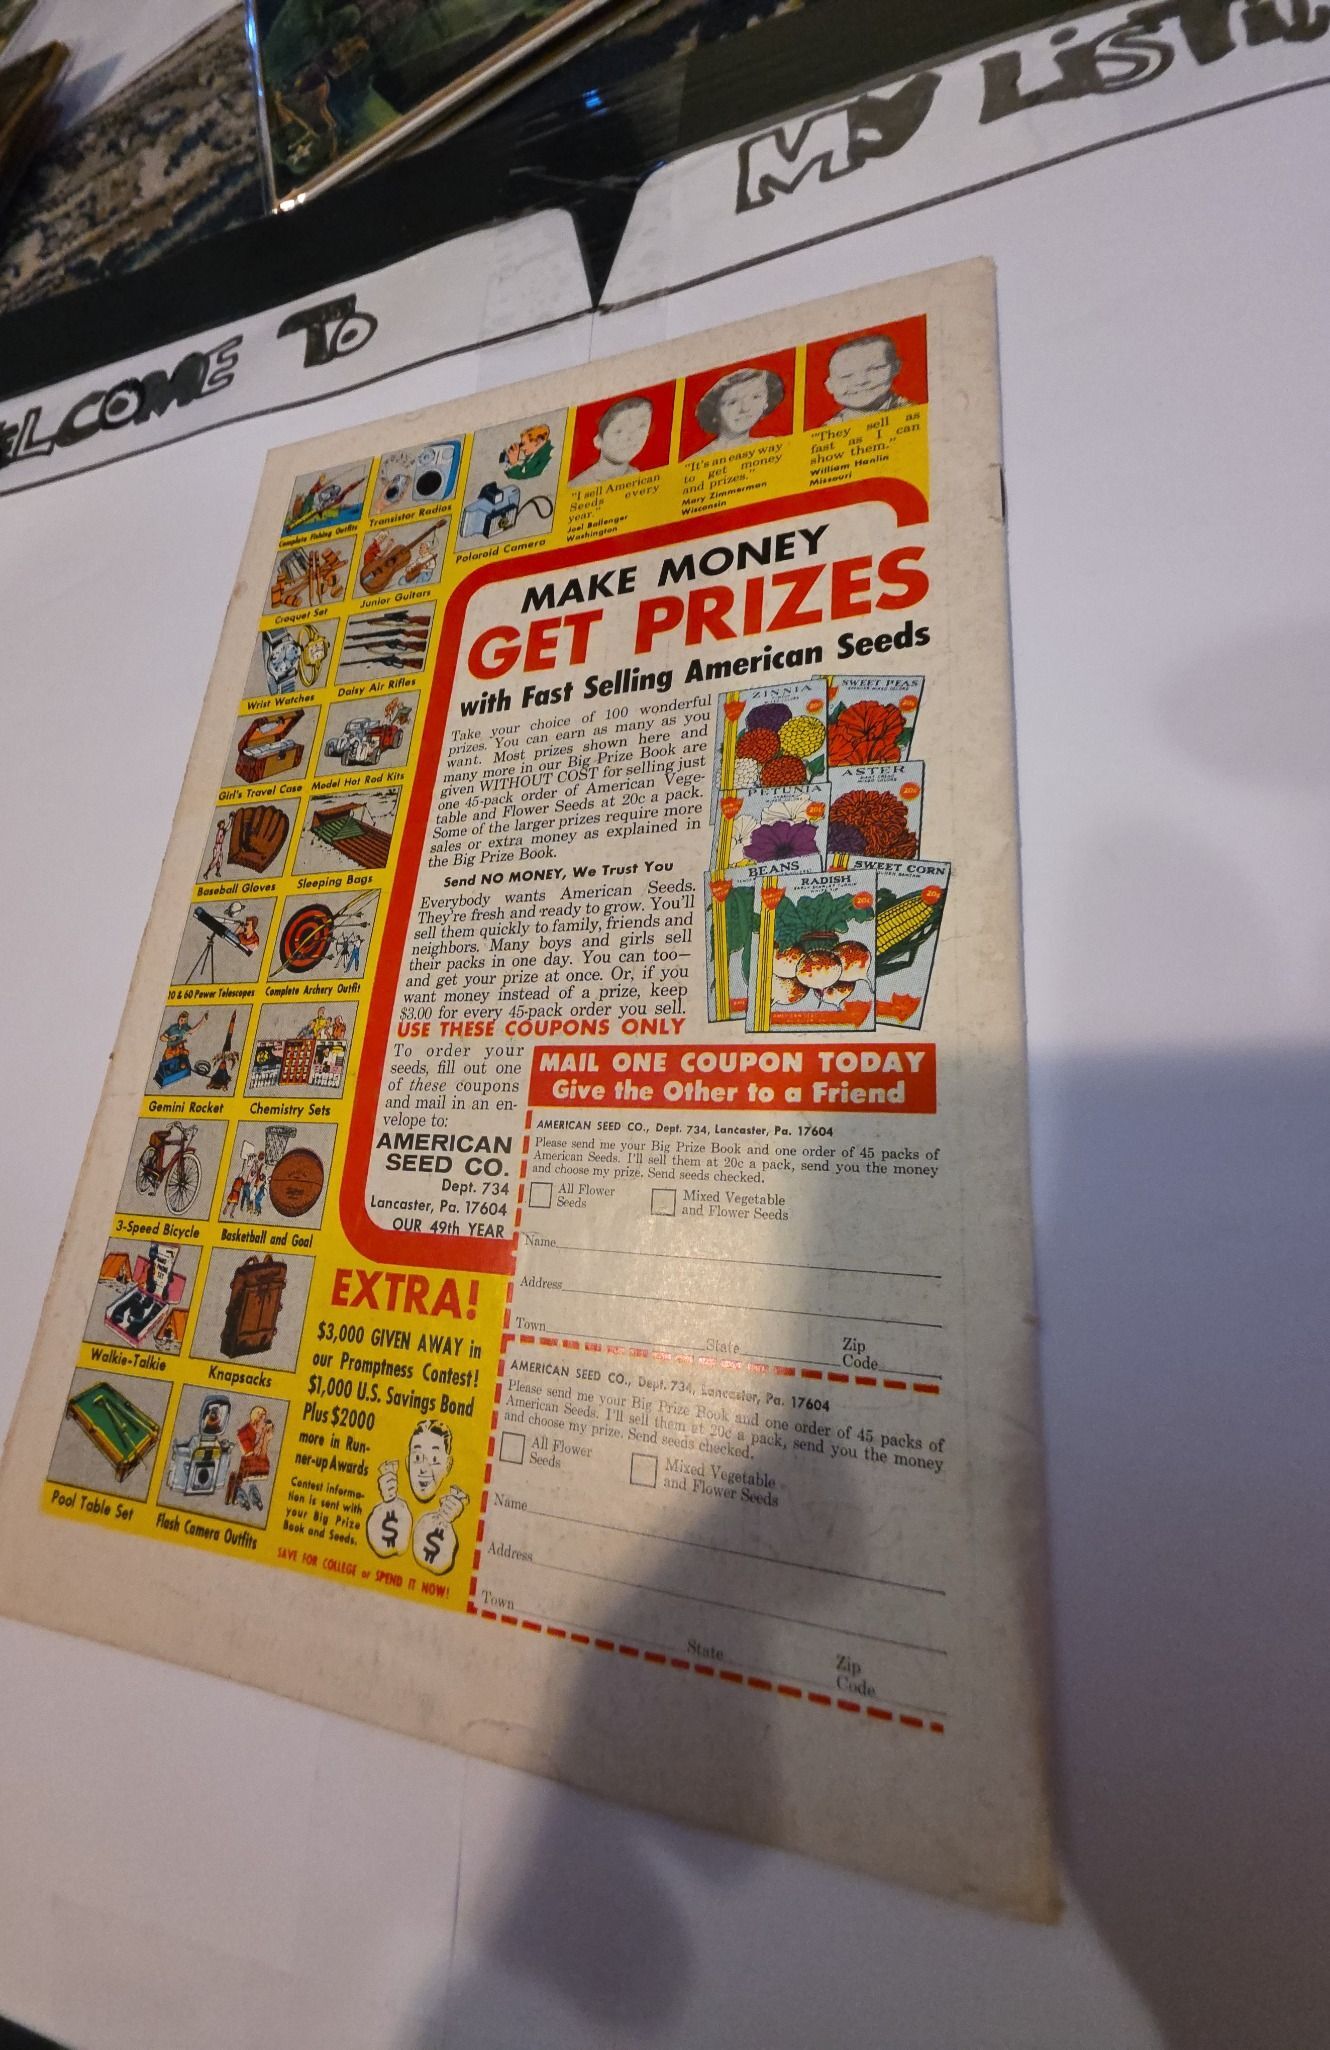 WELCOME TO
MY LiSTi
"I sell American
Seeds every
year."
Joel Ballenger
Washington
"It's an easy way
to get money
and prizes."
Mary Zimmerman
Wisconsin
"They sell as
fast as I can
show them."
William Hanlin
Missouri
Complete Fishing Outfits
Transistor Radios
Polaroid Camera
Croquet Set
Junior Guitars
Wrist Watches
Daisy Air Rifles
Girl's Travel Case
Model Hot Rod Kits
Baseball Gloves
Sleeping Bags
10 & 60 Power Telescopes
Complete Archery Outfit
Gemini Rocket
Chemistry Sets
3-Speed Bicycle
Basketball and Goal
Walkie-Talkie
Knapsacks
Pool Table Set
Flash Camera Outfits
MAKE MONEY
GET PRIZES
with Fast Selling American Seeds
Take your choice of 100 wonderful
prizes. You can earn as many as you
want. Most prizes shown here and
many more in our Big Prize Book are
given WITHOUT COST for selling just
one 45-pack order of American Vege-
table and Flower Seeds at 20c a pack.
Some of the larger prizes require more
sales or extra money as explained in
the Big Prize Book.
Send NO MONEY, We Trust You
Everybody wants American Seeds.
They're fresh and ready to grow. You'll
sell them quickly to family, friends and
neighbors. Many boys and girls sell
their packs in one day. You can too—
and get your prize at once. Or, if you
want money instead of a prize, keep
$3.00 for every 45-pack order you sell.
USE THESE COUPONS ONLY
ZINNIA
SWEET PEAS
PETUNIA
20c
ASTER
20c
BEANS
RADISH
20c
SWEET CORN
20c
To order your
seeds, fill out one
of these coupons
and mail in an en-
velope to:
AMERICAN
SEED CO.
Dept. 734
Lancaster, Pa. 17604
OUR 49th YEAR
MAIL ONE COUPON TODAY
Give the Other to a Friend
AMERICAN SEED CO., Dept. 734, Lancaster, Pa. 17604
Please send me your Big Prize Book and one order of 45 packs of
American Seeds. I'll sell them at 20c a pack, send you the money
and choose my prize. Send seeds checked.
All Flower
Seeds
Mixed Vegetable
and Flower Seeds
Name
Address
Town State Zip
Code
AMERICAN SEED CO., Dept. 734, Lancaster, Pa. 17604
Please send me your Big Prize Book and one order of 45 packs of
American Seeds. I'll sell them at 20c a pack, send you the money
and choose my prize. Send seeds checked.
All Flower
Seeds
Mixed Vegetable
and Flower Seeds
Name
Address
Town
State Zip
Code
EXTRA!
$3,000 GIVEN AWAY in
our Promptness Contest!
$1,000 U.S. Savings Bond
Plus $2000
more in Run-
ner-up Awards
Contest informa-
tion is sent with
your Big Prize
Book and Seeds.
$ $
SAVE FOR COLLEGE or SPEND IT NOW!